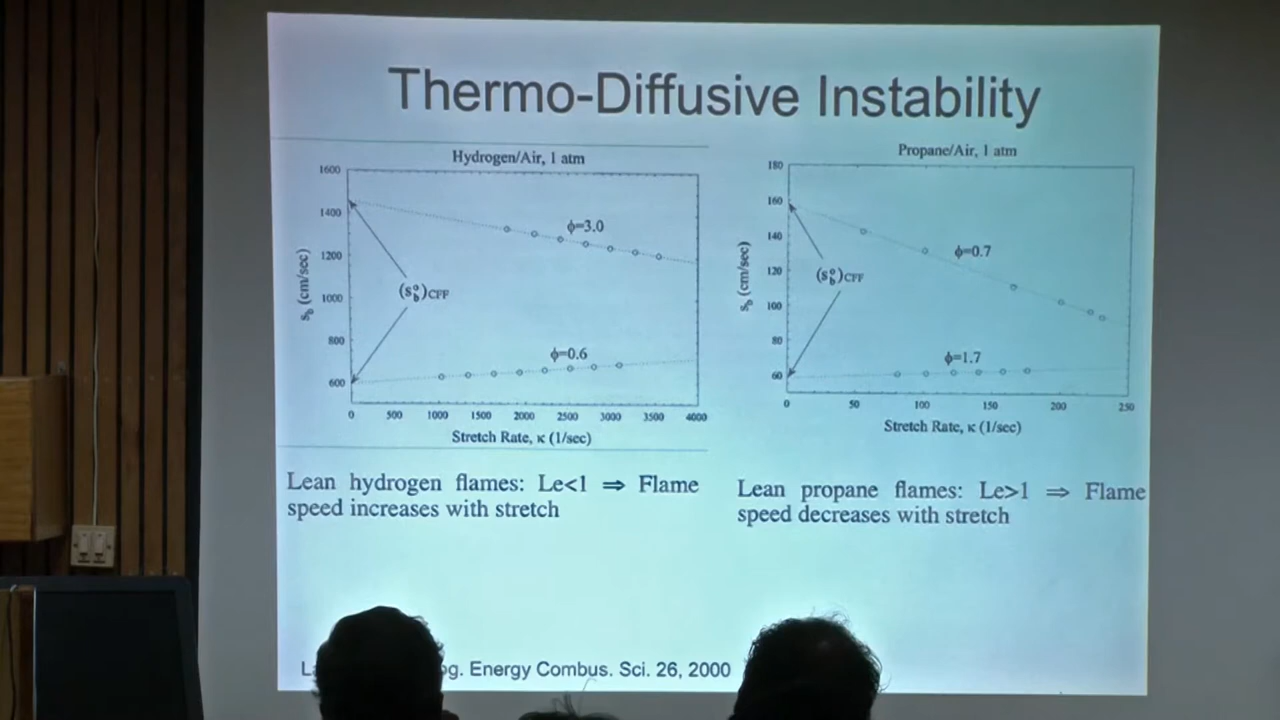 Thermo-Diffusive Instability
Hydrogen/Air, 1 atm
1600
1400
1200
1000
800
600
s_b (cm/sec)
ϕ=3.0
(s_b^o)_CFF
ϕ=0.6
0 500 1000 1500 2000 2500 3000 3500 4000
Stretch Rate, κ (1/sec)
Propane/Air, 1 atm
180
160
140
120
100
80
60
s_b (cm/sec)
ϕ=0.7
(s_b^o)_CFF
ϕ=1.7
0 50 100 150 200 250
Stretch Rate, κ (1/sec)
Lean hydrogen flames: Le<1 ⇒ Flame
speed increases with stretch
Lean propane flames: Le>1 ⇒ Flame
speed decreases with stretch
Energy Combus. Sci. 26, 2000